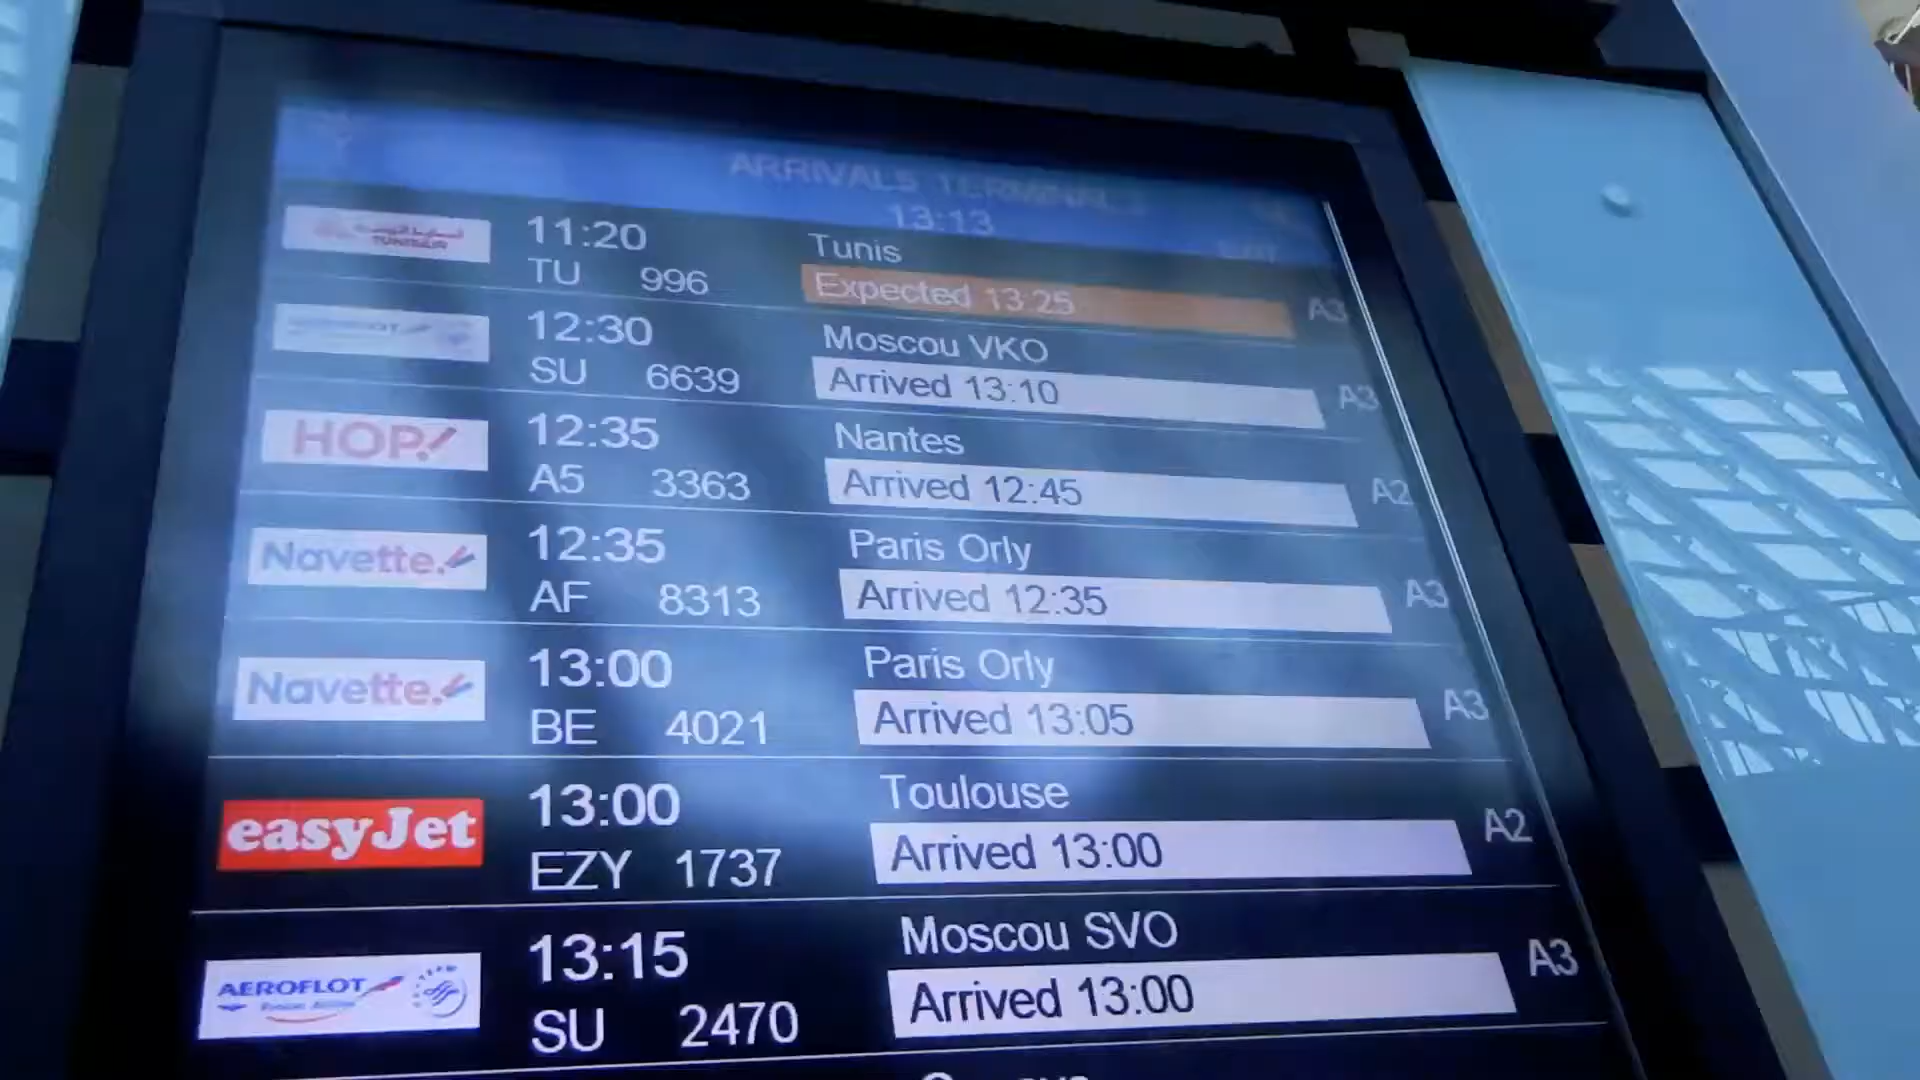 ARRIVALS TERMINAL
13:13
TUNISAIR 11:20 Tunis
TU 996 Expected 13:25 A3
AEROFLOT 12:30 Moscou VKO
SU 6639 Arrived 13:10 A3
HOP! 12:35 Nantes
A5 3363 Arrived 12:45 A2
Navette. 12:35 Paris Orly
AF 8313 Arrived 12:35 A3
Navette. 13:00 Paris Orly
BE 4021 Arrived 13:05 A3
easyJet 13:00 Toulouse
EZY 1737 Arrived 13:00 A2
AEROFLOT 13:15 Moscou SVO
Russian Airlines
SU 2470 Arrived 13:00 A3